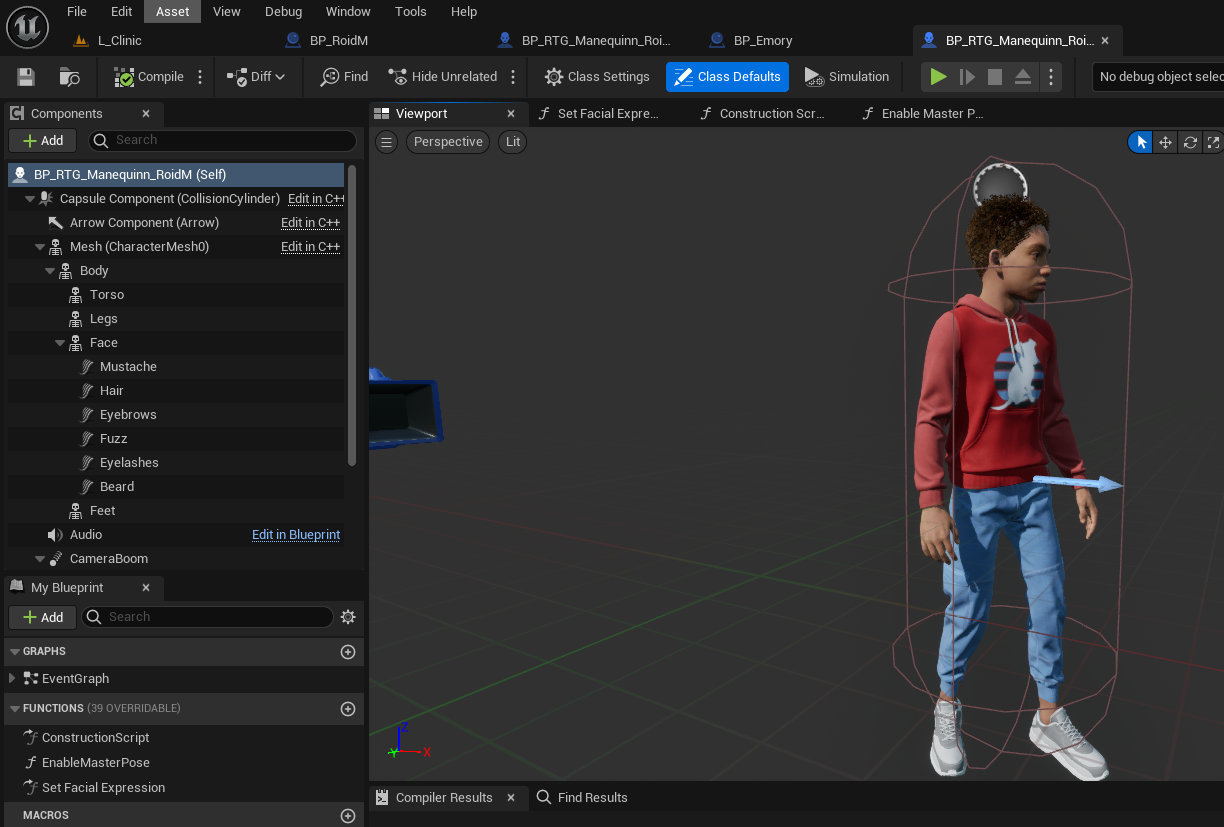 File Edit Asset View Debug Window Tools Help
L_Clinic BP_RoidM BP_RTG_Manequinn_Roi... BP_Emory BP_RTG_Manequinn_Roi...
Compile Diff Find Hide Unrelated Class Settings Class Defaults Simulation No debug object selec
Components
Viewport Set Facial Expre... Construction Scr... Enable Master P...
Add Search
Perspective Lit
BP_RTG_Manequinn_RoidM (Self)
Capsule Component (CollisionCylinder) Edit in C++
Arrow Component (Arrow) Edit in C++
Mesh (CharacterMesh0) Edit in C++
Body
Torso
Legs
Face
Mustache
Hair
Eyebrows
Fuzz
Eyelashes
Beard
Feet
Audio Edit in Blueprint
CameraBoom
My Blueprint
Add Search
GRAPHS
EventGraph
FUNCTIONS (39 OVERRIDABLE)
ConstructionScript
EnableMasterPose
Set Facial Expression
MACROS
Z
Y X
Compiler Results Find Results